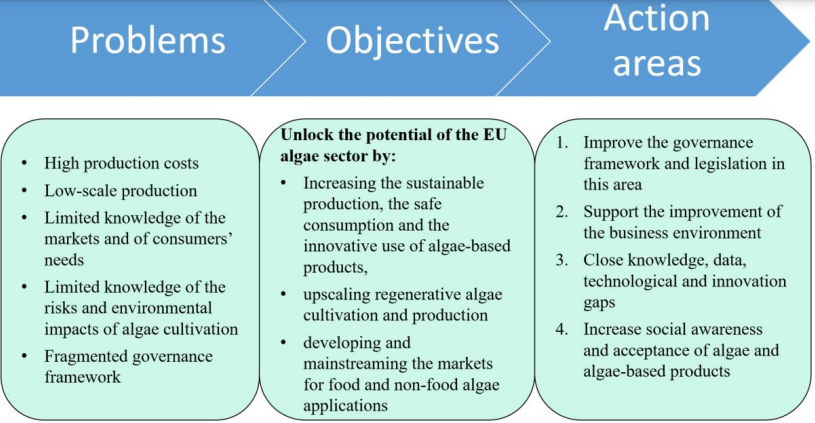 Problems
Objectives
Action
areas
• High production costs
• Low-scale production
• Limited knowledge of the
markets and of consumers’
needs
• Limited knowledge of the
risks and environmental
impacts of algae cultivation
• Fragmented governance
framework
Unlock the potential of the EU
algae sector by:
• Increasing the sustainable
production, the safe
consumption and the
innovative use of algae-based
products,
• upscaling regenerative algae
cultivation and production
• developing and
mainstreaming the markets
for food and non-food algae
applications
1. Improve the governance
framework and legislation in
this area
2. Support the improvement of
the business environment
3. Close knowledge, data,
technological and innovation
gaps
4. Increase social awareness
and acceptance of algae and
algae-based products